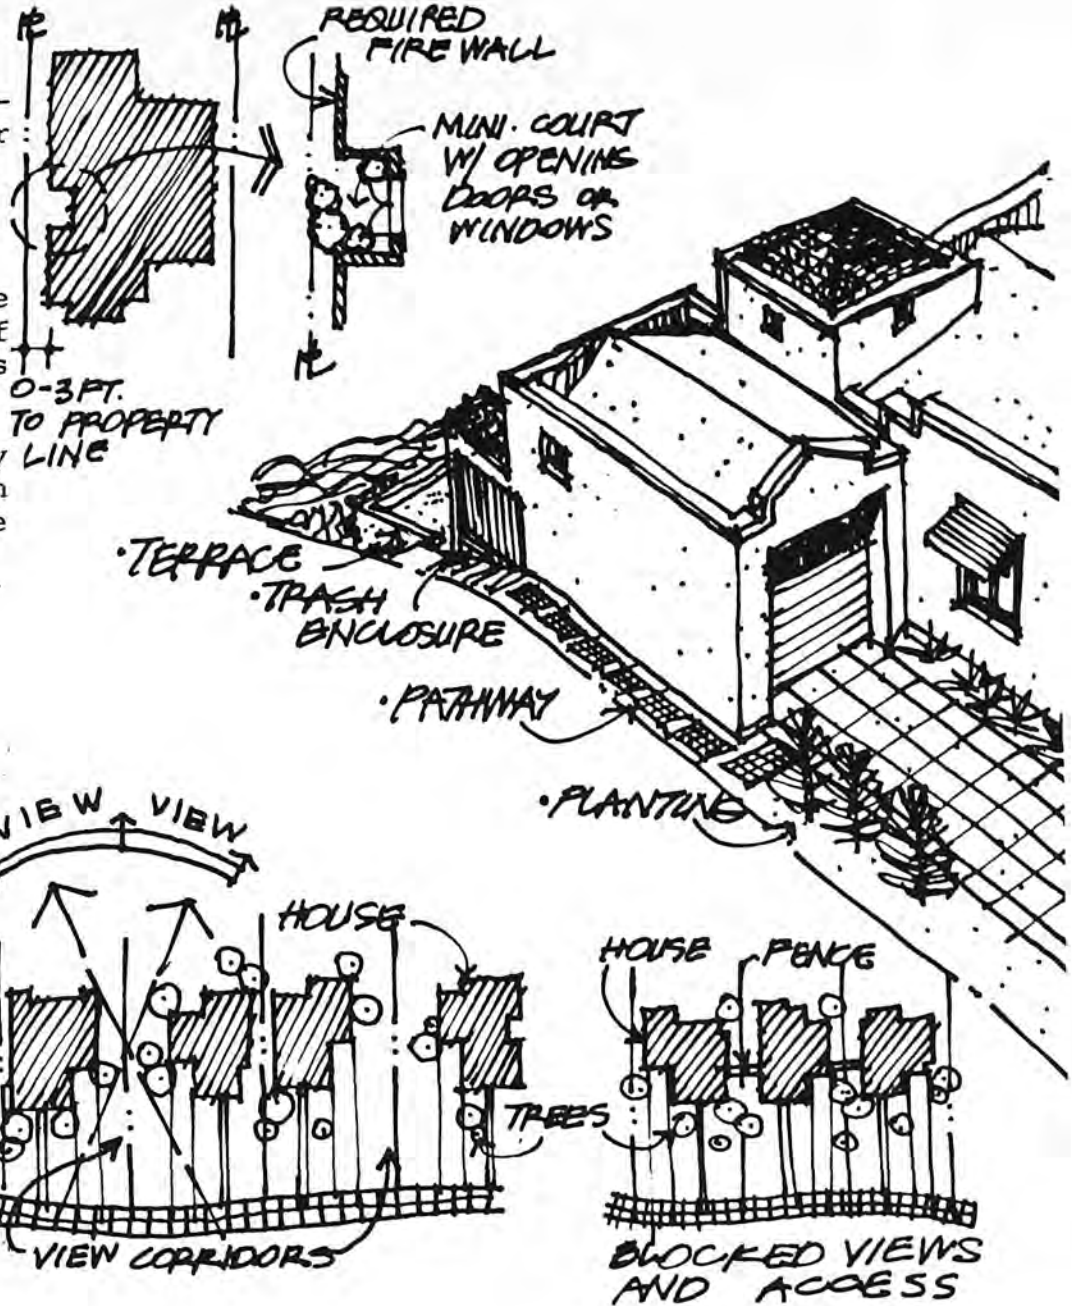 REQUIRED
FIRE WALL
MINI. COURT
W/ OPENING
DOORS OR
WINDOWS
0-3 FT.
TO PROPERTY
LINE
•TERRACE
•TRASH
ENCLOSURE
•PATHWAY
•PLANTING
VIEW VIEW
HOUSE
HOUSE
FENCE
TREES
VIEW CORRIDORS
BLOCKED VIEWS
AND ACCESS